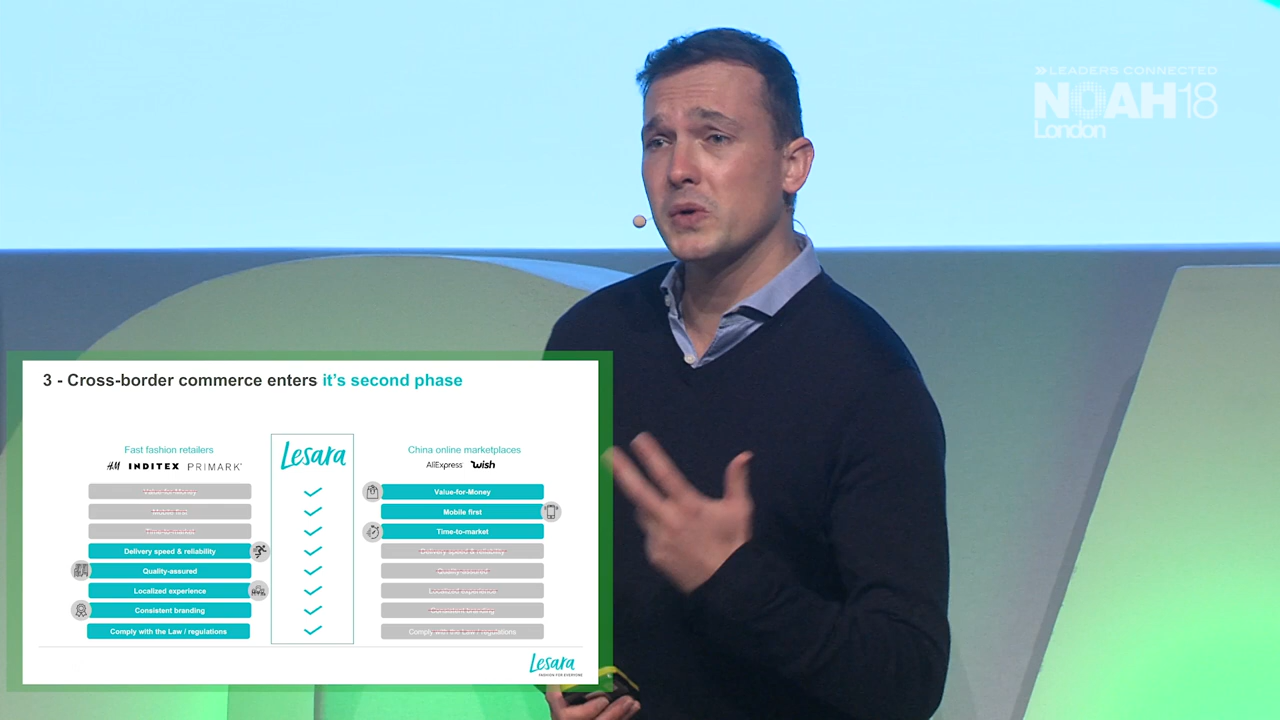 LEADERS CONNECTED
NOAH18
London
3 - Cross-border commerce enters it's second phase
Fast fashion retailers
H&M INDITEX PRIMARK
Lesara
China online marketplaces
AliExpress wish
Value-for-Money
Value-for-Money
Mobile first
Mobile first
Time-to-market
Time-to-market
Delivery speed & reliability
Delivery speed & reliability
Quality-assured
Quality-assured
Localized experience
Localized experience
Consistent branding
Consistent branding
Comply with the Law / regulations
Comply with the Law / regulations
Lesara
FASHION FOR EVERYONE